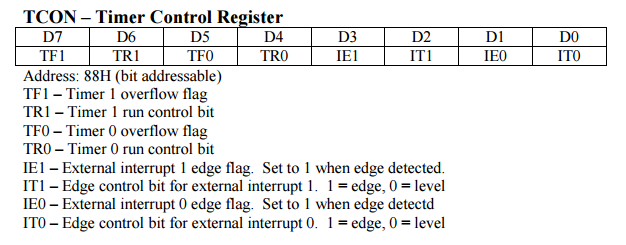 TCON – Timer Control Register
D7 D6 D5 D4 D3 D2 D1 D0
TF1 TR1 TF0 TR0 IE1 IT1 IE0 IT0
Address: 88H (bit addressable)
TF1 – Timer 1 overflow flag
TR1 – Timer 1 run control bit
TF0 – Timer 0 overflow flag
TR0 – Timer 0 run control bit
IE1 – External interrupt 1 edge flag.  Set to 1 when edge detected.
IT1 – Edge control bit for external interrupt 1.  1 = edge, 0 = level
IE0 – External interrupt 0 edge flag.  Set to 1 when edge detectd
IT0 – Edge control bit for external interrupt 0.  1 = edge, 0 = level